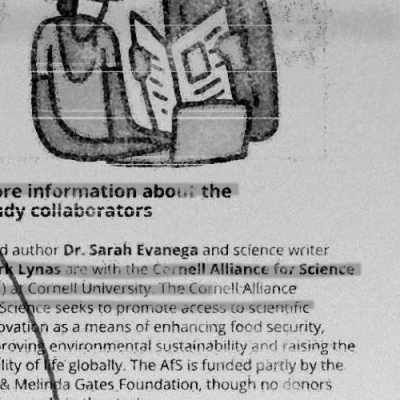 ore information about the
dy collaborators
d author Dr. Sarah Evanega and science writer
rk Lynas are with the Cornell Alliance for Science
) at Cornell University. The Cornell Alliance
Science seeks to promote access to scientific
ovation as a means of enhancing food security,
roving environmental sustainability and raising the
lity of life globally. The AfS is funded partly by the
& Melinda Gates Foundation, though no donors